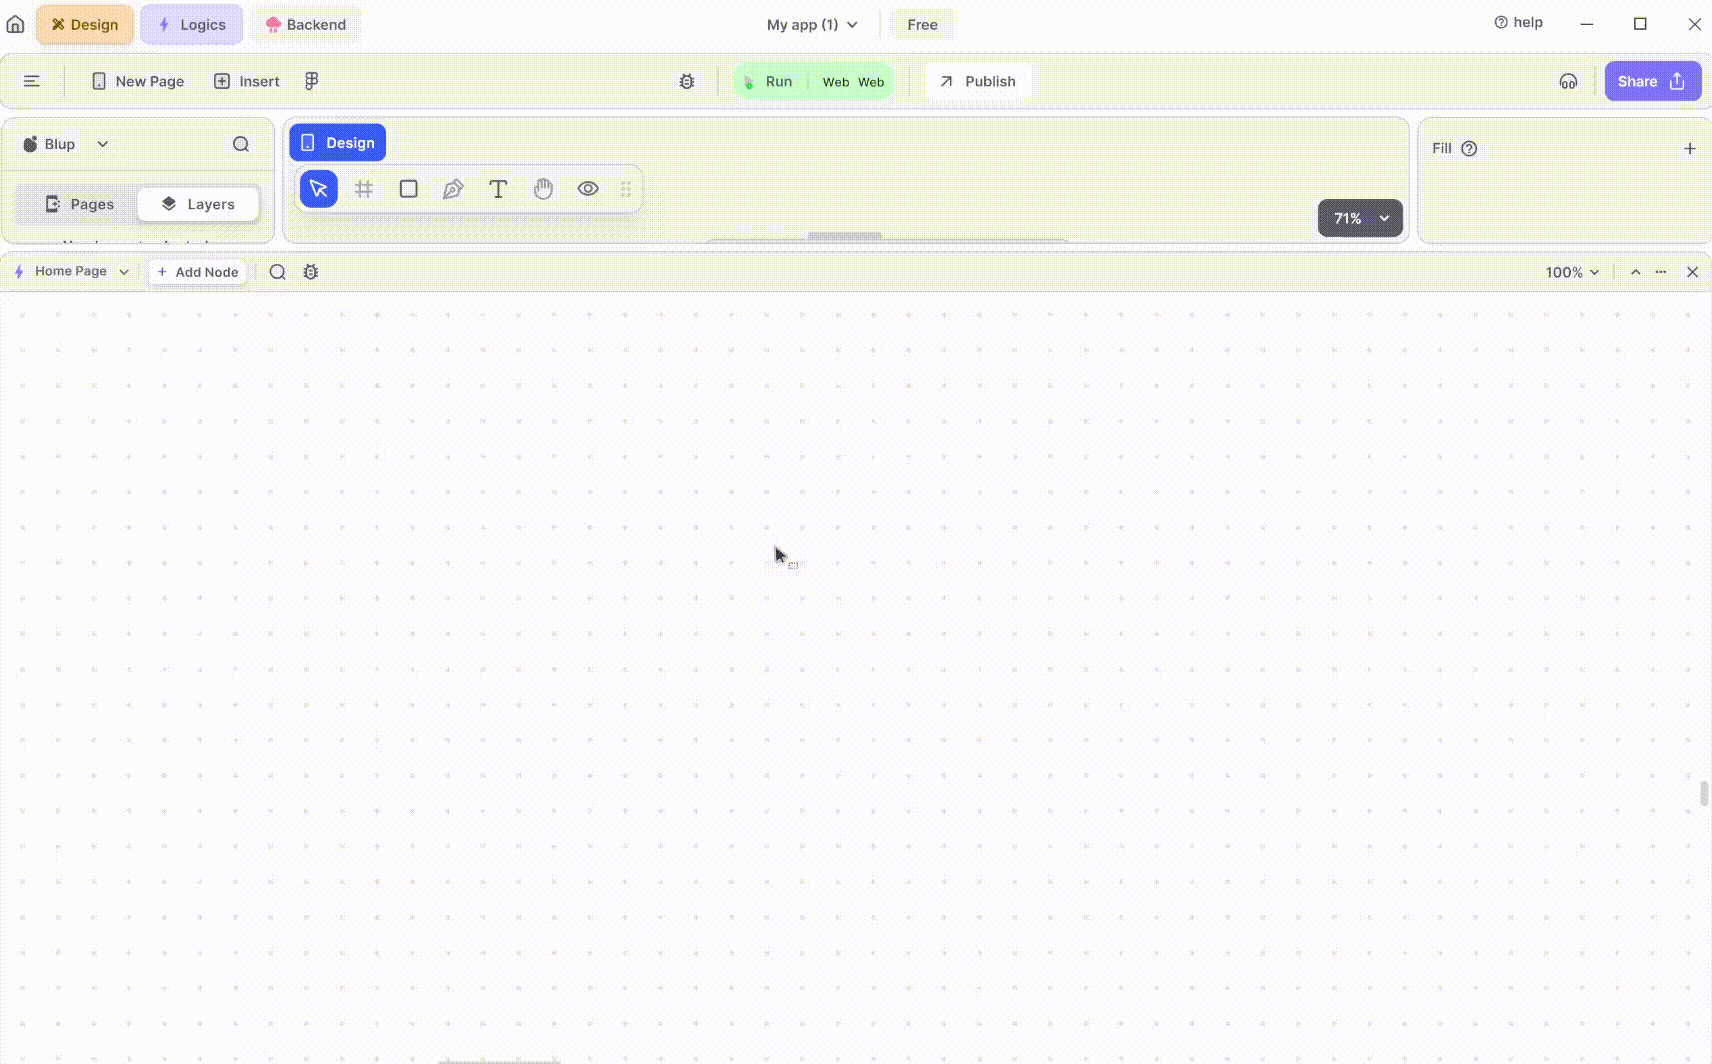 Design Logics Backend My app (1) Free help
New Page Insert Run Web Web Publish Share
Blup Design Fill
Pages Layers
71%
Home Page + Add Node 100%